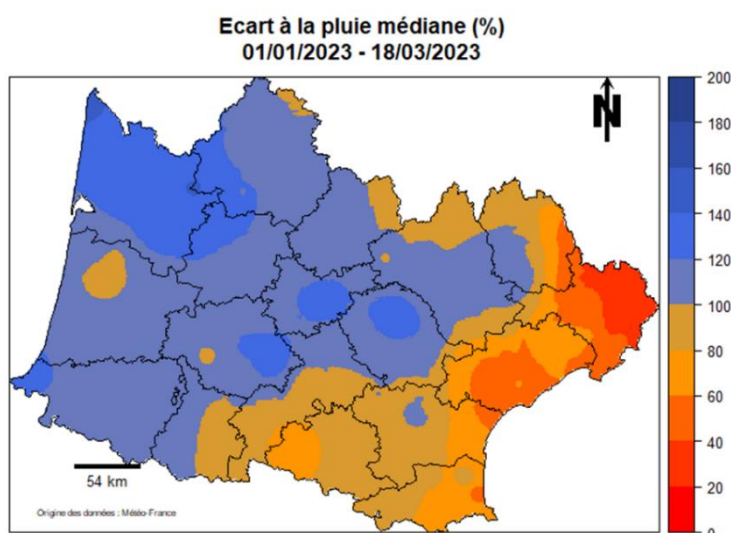 Ecart à la pluie médiane (%)
01/01/2023 - 18/03/2023
N
200
180
160
140
120
100
80
60
40
20
0
54 km
Origine des données : Météo-France